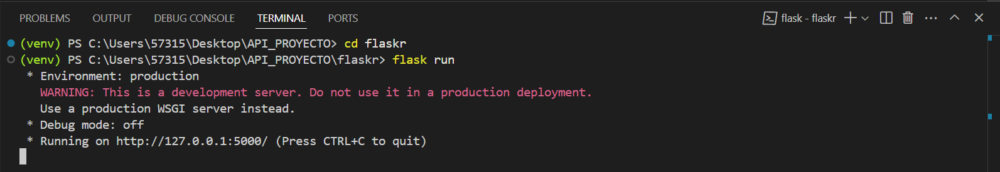 PROBLEMS OUTPUT DEBUG CONSOLE TERMINAL PORTS flask - flaskr
(venv) PS C:\Users\57315\Desktop\API_PROYECTO> cd flaskr
(venv) PS C:\Users\57315\Desktop\API_PROYECTO\flaskr> flask run
* Environment: production
WARNING: This is a development server. Do not use it in a production deployment.
Use a production WSGI server instead.
* Debug mode: off
* Running on http://127.0.0.1:5000/ (Press CTRL+C to quit)